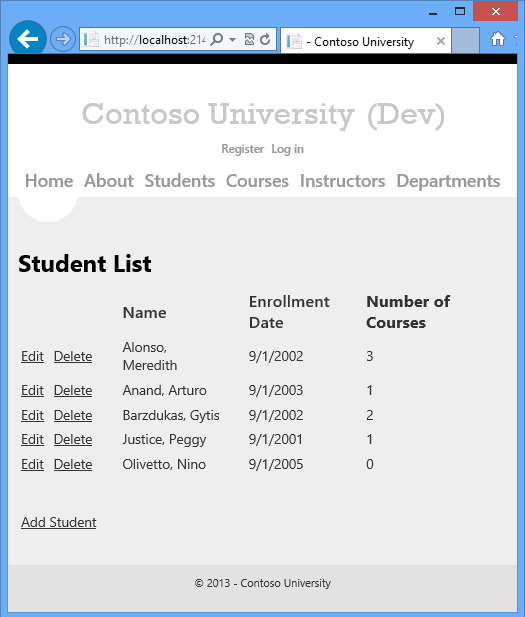 http://localhost:214
- Contoso University
Contoso University (Dev)
Register Log in
Home About Students Courses Instructors Departments
Student List
Name Enrollment Date Number of Courses
Edit Delete Alonso, Meredith 9/1/2002 3
Edit Delete Anand, Arturo 9/1/2003 1
Edit Delete Barzdukas, Gytis 9/1/2002 2
Edit Delete Justice, Peggy 9/1/2001 1
Edit Delete Olivetto, Nino 9/1/2005 0
Add Student
© 2013 - Contoso University